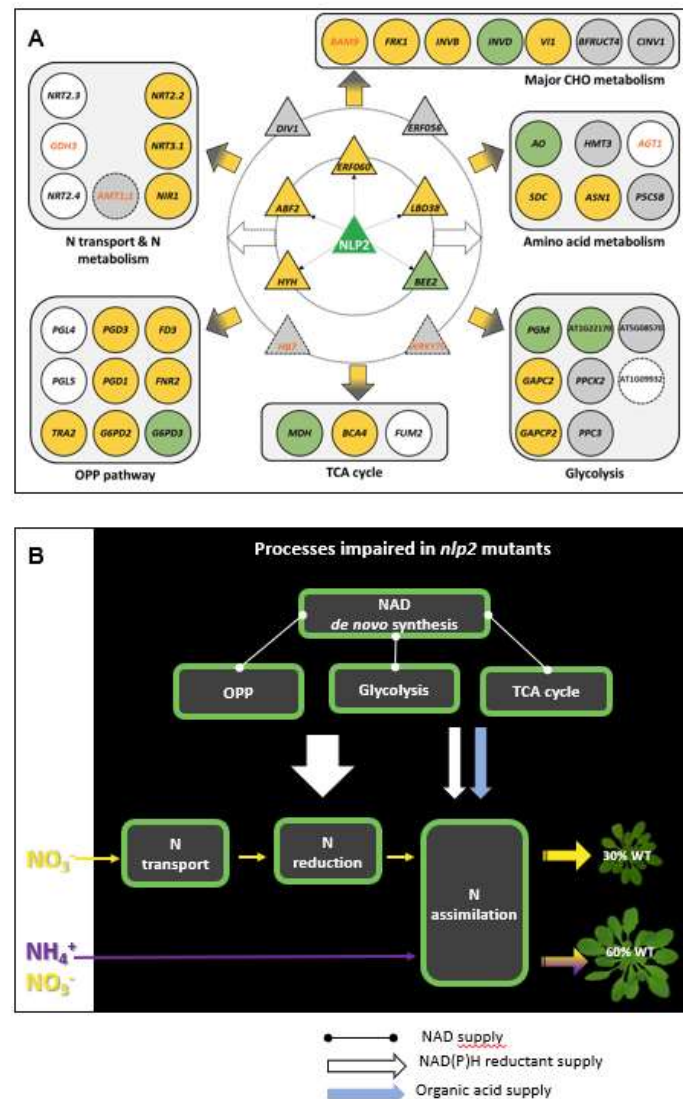 A
BAM9 FRK1 INVB INVD VI1 BFRUCT4 CINV1
Major CHO metabolism
NRT2.3 NRT2.2
GDH3 NRT3.1
NRT2.4 AMT1;1 NIR1
N transport & N
metabolism
DIV1 ERF056
ERF060
ABF2 LBD38
NLP2
HYH BEE2
HB7
AO HMT3 AGT1
SDC ASN1 P5CSB
Amino acid metabolism
PGL4 PGD3 FD3
PGL5 PGD1 FNR2
TRA2 G6PD2 G6PD3
OPP pathway
MDH BCA4 FUM2
TCA cycle
PGM AT1G22170 AT5G08570
GAPC2 PPCK2 AT1G09932
GAPCP2 PPC3
Glycolysis
B
Processes impaired in nlp2 mutants
NAD
de novo synthesis
OPP Glycolysis TCA cycle
NO₃⁻
N
transport
N
reduction
N
assimilation
30% WT
NH₄⁺
NO₃⁻
60% WT
NAD supply
NAD(P)H reductant supply
Organic acid supply